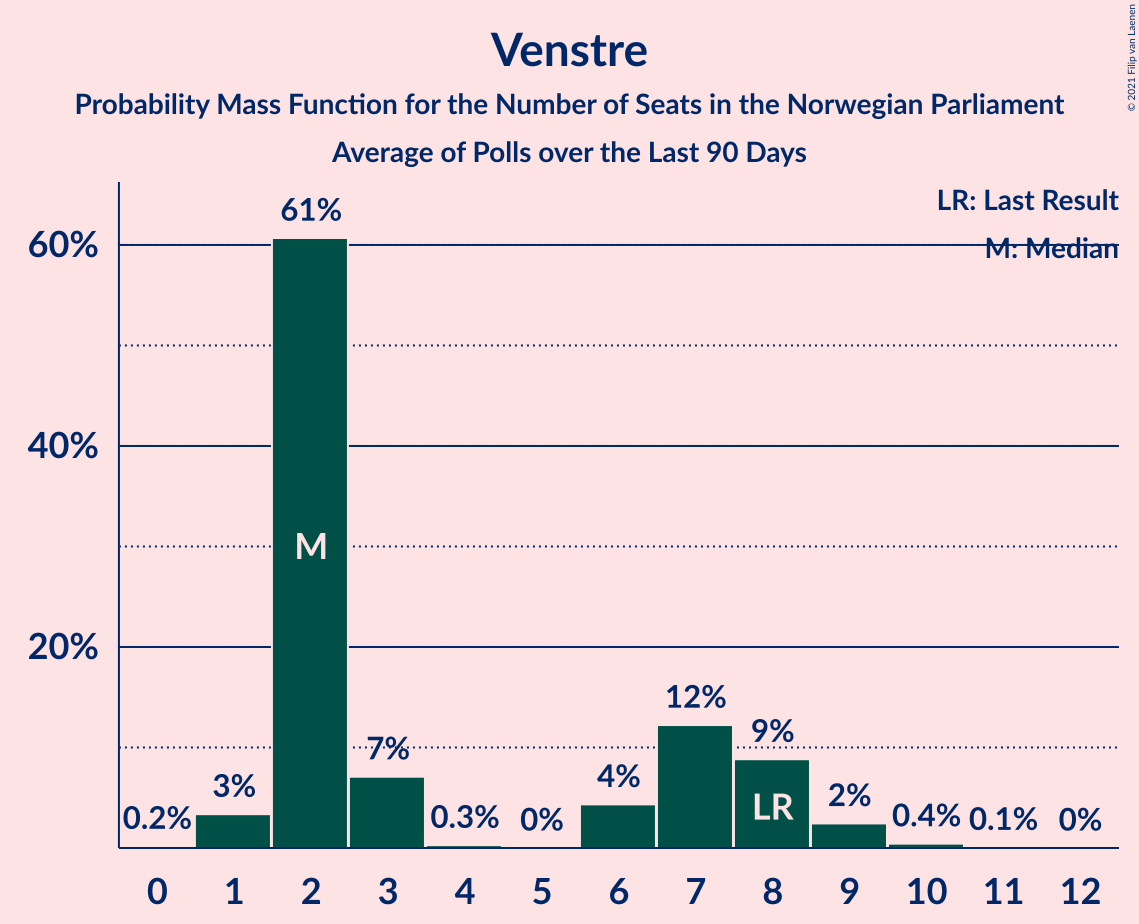 Venstre
Probability Mass Function for the Number of Seats in the Norwegian Parliament
Average of Polls over the Last 90 Days
© 2021 Filip van Laenen
LR: Last Result
M: Median
60%
40%
20%
0.2%
3%
61%
7%
0.3%
0%
4%
12%
9%
2%
0.4%
0.1%
0%
M
LR
0 1 2 3 4 5 6 7 8 9 10 11 12